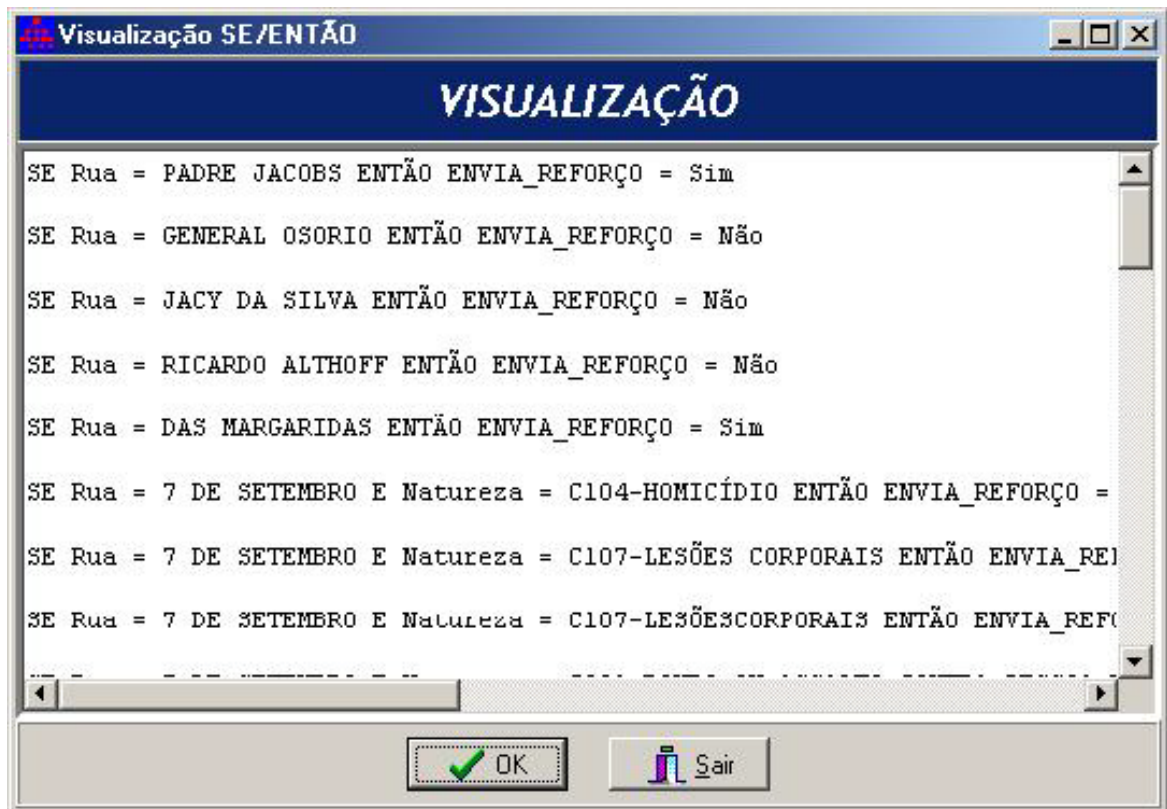 Visualização SE/ENTÃO
VISUALIZAÇÃO
SE Rua = PADRE JACOBS ENTÃO ENVIA_REFORÇO = Sim
SE Rua = GENERAL OSORIO ENTÃO ENVIA_REFORÇO = Não
SE Rua = JACY DA SILVA ENTÃO ENVIA_REFORÇO = Não
SE Rua = RICARDO ALTHOFF ENTÃO ENVIA_REFORÇO = Não
SE Rua = DAS MARGARIDAS ENTÃO ENVIA_REFORÇO = Sim
SE Rua = 7 DE SETEMBRO E Natureza = C104-HOMICÍDIO ENTÃO ENVIA_REFORÇO =
SE Rua = 7 DE SETEMBRO E Natureza = C107-LESÕES CORPORAIS ENTÃO
SE Rua = 7 DE SETEMBRO E Natureza = C107-LESÕESCORPORAIS ENTÃO
OK
Sair